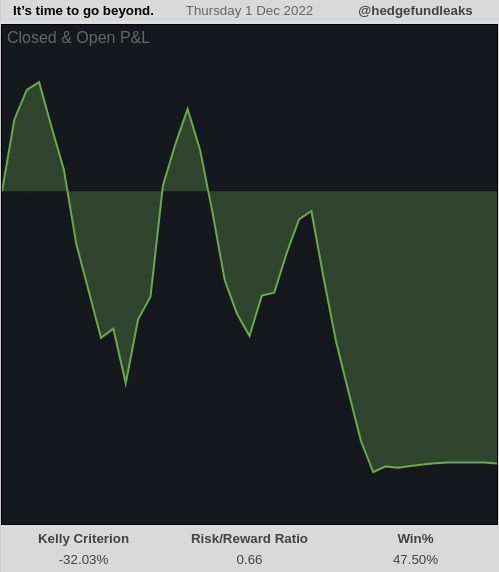 It's time to go beyond. Thursday 1 Dec 2022 @hedgefundleaks
Closed & Open P&L
Kelly Criterion Risk/Reward Ratio Win%
-32.03% 0.66 47.50%